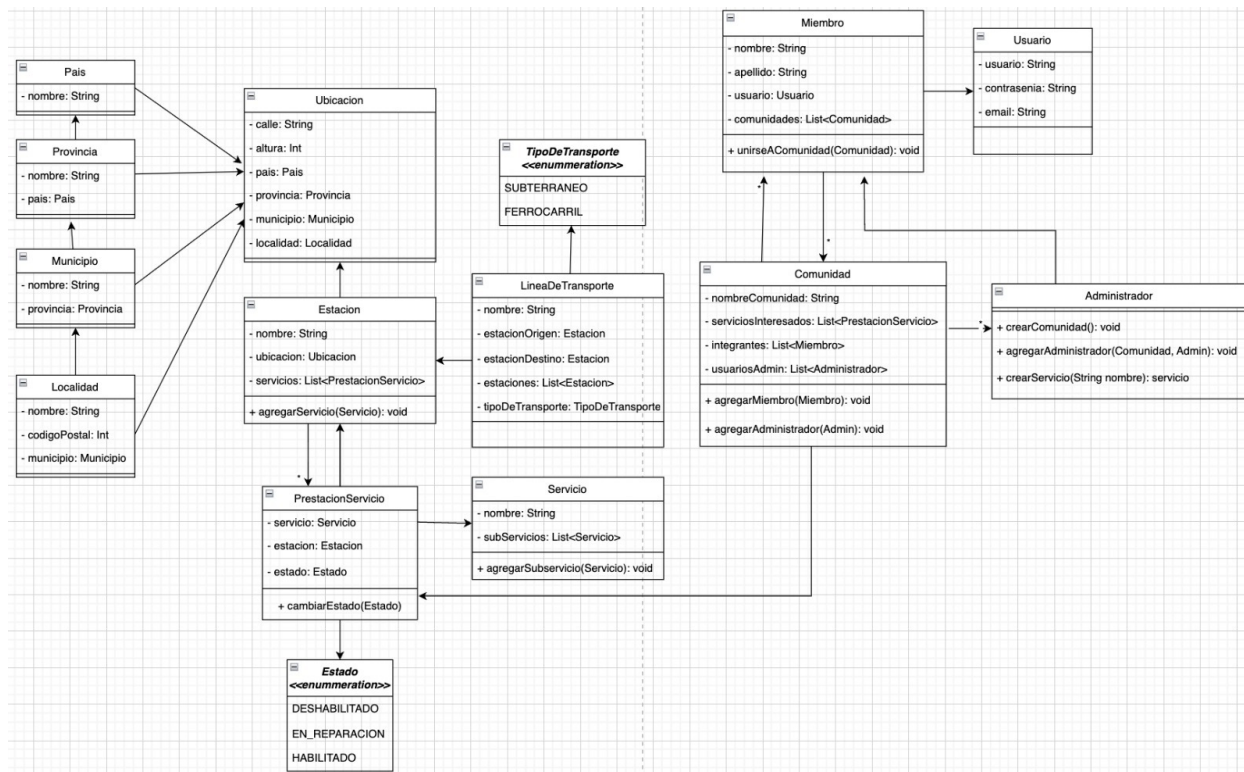 Pais
- nombre: String
Provincia
- nombre: String
- pais: Pais
Municipio
- nombre: String
- provincia: Provincia
Localidad
- nombre: String
- codigoPostal: Int
- municipio: Municipio
Ubicacion
- calle: String
- altura: Int
- pais: Pais
- provincia: Provincia
- municipio: Municipio
- localidad: Localidad
Estacion
- nombre: String
- ubicacion: Ubicacion
- servicios: List<PrestacionServicio>
+ agregarServicio(Servicio): void
*
PrestacionServicio
- servicio: Servicio
- estacion: Estacion
- estado: Estado
+ cambiarEstado(Estado)
Estado
<<enummeration>>
DESHABILITADO
EN_REPARACION
HABILITADO
TipoDeTransporte
<<enummeration>>
SUBTERRANEO
FERROCARRIL
LineaDeTransporte
- nombre: String
- estacionOrigen: Estacion
- estacionDestino: Estacion
- estaciones: List<Estacion>
- tipoDeTransporte: TipoDeTransporte
Servicio
- nombre: String
- subServicios: List<Servicio>
+ agregarSubservicio(Servicio): void
Miembro
- nombre: String
- apellido: String
- usuario: Usuario
- comunidades: List<Comunidad>
+ unirseAComunidad(Comunidad): void
Usuario
- usuario: String
- contrasenia: String
- email: String
*
*
Comunidad
- nombreComunidad: String
- serviciosInteresados: List<PrestacionServicio>
- integrantes: List<Miembro>
- usuariosAdmin: List<Administrador>
+ agregarMiembro(Miembro): void
+ agregarAdministrador(Admin): void
*
Administrador
+ crearComunidad(): void
+ agregarAdministrador(Comunidad, Admin): void
+ crearServicio(String nombre): servicio